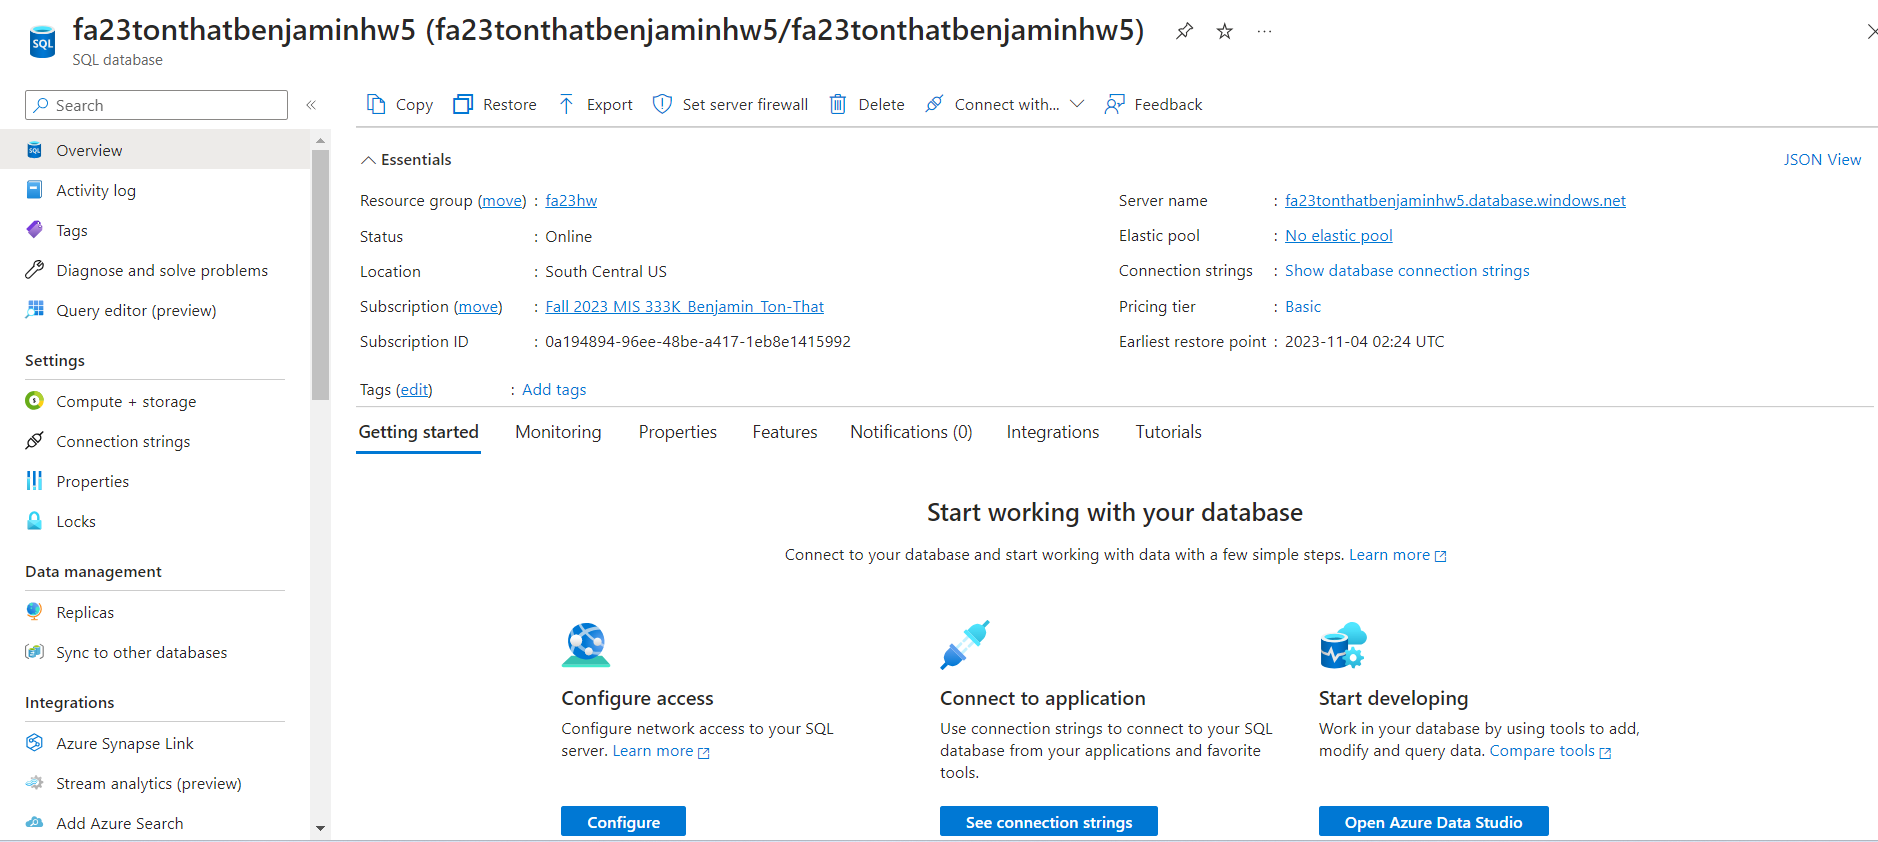 fa23tonthatbenjaminhw5 (fa23tonthatbenjaminhw5/fa23tonthatbenjaminhw5)
SQL
SQL database
Search
Copy
Restore
Export
Set server firewall
Delete
Connect with...
Feedback
Overview
Activity log
Tags
Diagnose and solve problems
Query editor (preview)
Settings
Compute + storage
Connection strings
Properties
Locks
Data management
Replicas
Sync to other databases
Integrations
Azure Synapse Link
Stream analytics (preview)
Add Azure Search
Essentials
JSON View
Resource group (move) : fa23hw
Status : Online
Location : South Central US
Subscription (move) : Fall 2023 MIS 333K_Benjamin_Ton-That
Subscription ID : 0a194894-96ee-48be-a417-1eb8e1415992
Server name : fa23tonthatbenjaminhw5.database.windows.net
Elastic pool : No elastic pool
Connection strings : Show database connection strings
Pricing tier : Basic
Earliest restore point : 2023-11-04 02:24 UTC
Tags (edit) : Add tags
Getting started Monitoring Properties Features Notifications (0) Integrations Tutorials
Start working with your database
Connect to your database and start working with data with a few simple steps. Learn more
Configure access
Configure network access to your SQL
server. Learn more
Configure
Connect to application
Use connection strings to connect to your SQL
database from your applications and favorite
tools.
See connection strings
Start developing
Work in your database by using tools to add,
modify and query data. Compare tools
Open Azure Data Studio